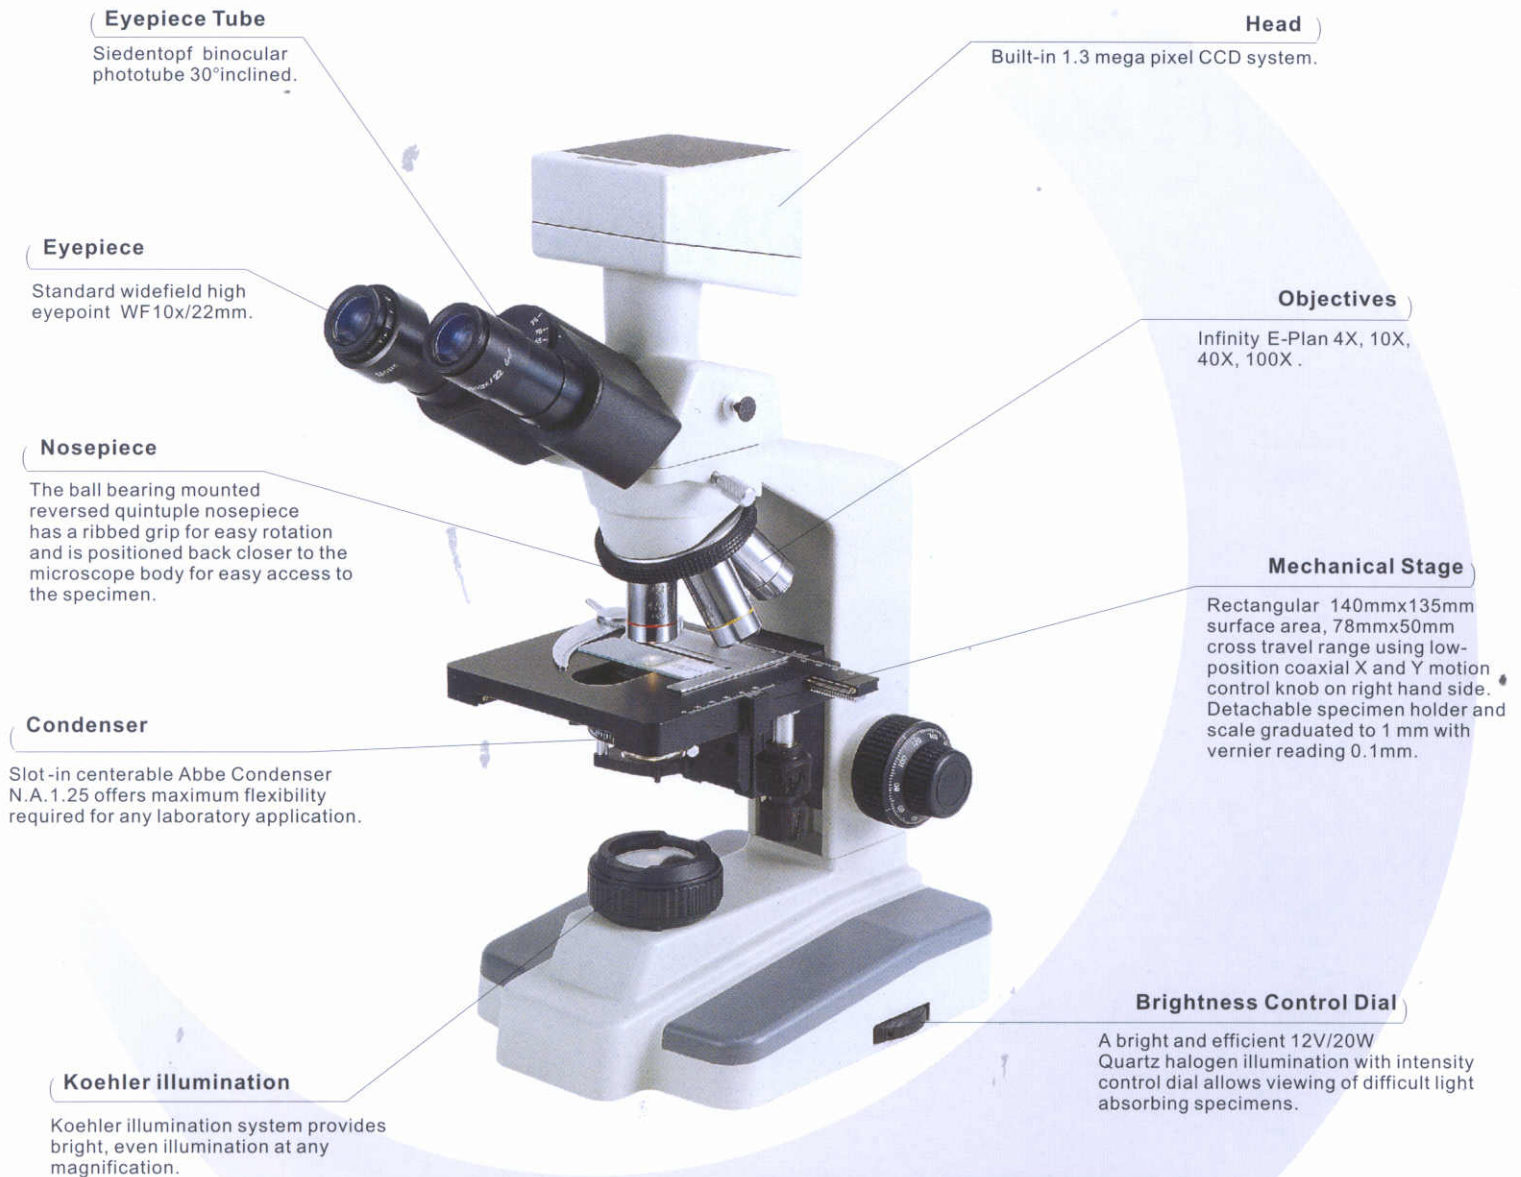 Eyepiece Tube
Siedentopf binocular
phototube 30°inclined.
Head
Built-in 1.3 mega pixel CCD system.
Eyepiece
Standard widefield high
eyepoint WF10x/22mm.
Objectives
Infinity E-Plan 4X, 10X,
40X, 100X .
Nosepiece
The ball bearing mounted
reversed quintuple nosepiece
has a ribbed grip for easy rotation
and is positioned back closer to the
microscope body for easy access to
the specimen.
Mechanical Stage
Rectangular 140mmx135mm
surface area, 78mmx50mm
cross travel range using low-
position coaxial X and Y motion
control knob on right hand side.
Detachable specimen holder and
scale graduated to 1 mm with
vernier reading 0.1mm.
Condenser
Slot-in centerable Abbe Condenser
N.A.1.25 offers maximum flexibility
required for any laboratory application.
Brightness Control Dial
A bright and efficient 12V/20W
Quartz halogen illumination with intensity
control dial allows viewing of difficult light
absorbing specimens.
Koehler illumination
Koehler illumination system provides
bright, even illumination at any
magnification.